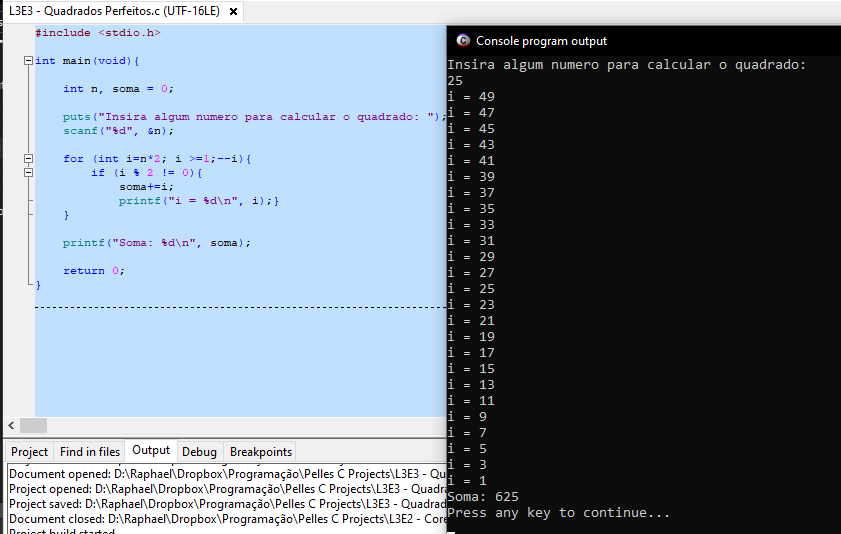 L3E3 - Quadrados Perfeitos.c (UTF-16LE)
#include <stdio.h>
int main(void){
int n, soma = 0;
puts("Insira algum numero para calcular o quadrado: ");
scanf("%d", &n);
for (int i=n*2; i >=1;--i){
if (i % 2 != 0){
soma+=i;
printf("i = %d\n", i);}
}
printf("Soma: %d\n", soma);
return 0;
}
Console program output
Insira algum numero para calcular o quadrado:
25
i = 49
i = 47
i = 45
i = 43
i = 41
i = 39
i = 37
i = 35
i = 33
i = 31
i = 29
i = 27
i = 25
i = 23
i = 21
i = 19
i = 17
i = 15
i = 13
i = 11
i = 9
i = 7
i = 5
i = 3
i = 1
Soma: 625
Press any key to continue...
Project Find in files Output Debug Breakpoints
Document opened: D:\Raphael\Dropbox\Programação\Pelles C Projects\L3E3 - Qu
Project opened: D:\Raphael\Dropbox\Programação\Pelles C Projects\L3E3 - Quadra
Project saved: D:\Raphael\Dropbox\Programação\Pelles C Projects\L3E3 - Quadra
Document closed: D:\Raphael\Dropbox\Programação\Pelles C Projects\L3E2 - Core
Project build started